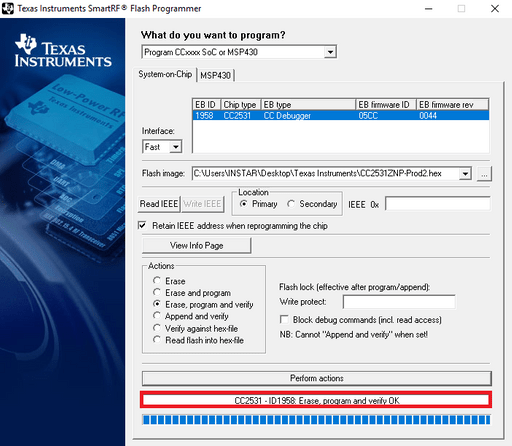 Texas Instruments SmartRF® Flash Programmer
TEXAS
INSTRUMENTS
Low-Power RF
Texas Instruments
What do you want to program?
Program CCxxxx SoC or MSP430
System-on-Chip MSP430
EB ID Chip type EB type EB firmware ID EB firmware rev
1958 CC2531 CC Debugger 05CC 0044
Interface:
Fast
Flash image: C:\Users\INSTAR\Desktop\Texas Instruments\CC2531ZNP-Prod2.hex ...
Location
Read IEEE Write IEEE Primary Secondary IEEE 0x
Retain IEEE address when reprogramming the chip
View Info Page
Actions
Erase
Erase and program
Erase, program and verify
Append and verify
Verify against hex-file
Read flash into hex-file
Flash lock (effective after program/append):
Write protect:
Block debug commands (incl. read access)
NB: Cannot "Append and verify" when set!
Perform actions
CC2531 - ID1958: Erase, program and verify OK